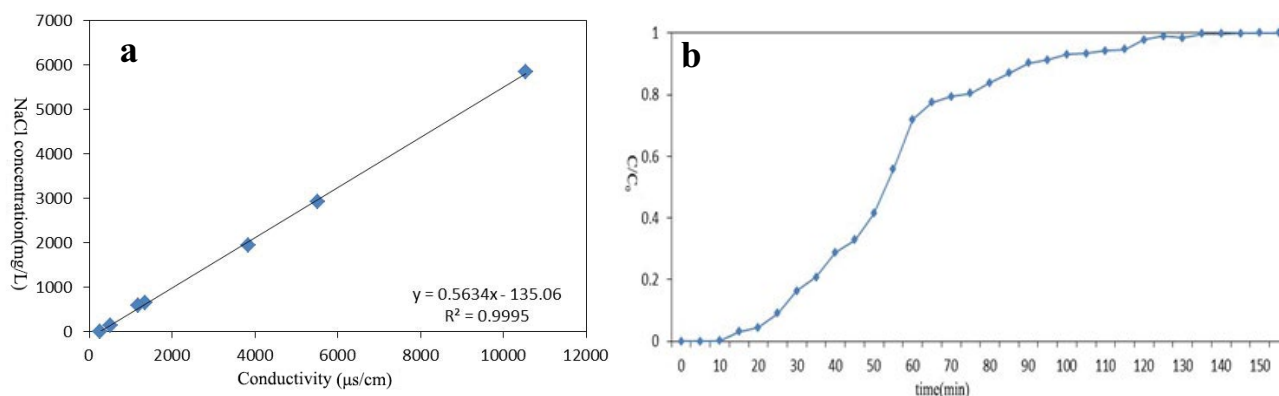 a
7000
6000
5000
4000
3000
2000
1000
0
NaCl concentration(mg/L)
0 2000 4000 6000 8000 10000 12000
Conductivity (μs/cm)
y = 0.5634x - 135.06
R² = 0.9995
b
1
0.8
0.6
0.4
0.2
0
C/C₀
0 10 20 30 40 50 60 70 80 90 100 110 120 130 140 150
time(min)